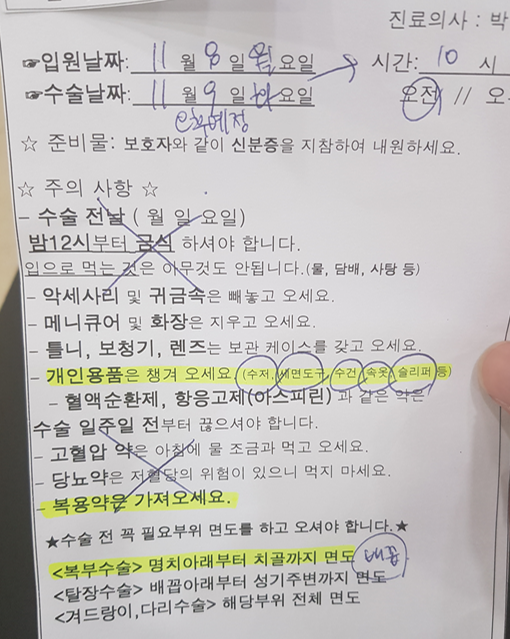 진료의사 : 박
☞입원날짜: 11 월 8 일 월 요일 → 시간: 10 시
☞수술날짜: 11 월 9 일 화 요일 오전 // 오
예정
☆ 준비물: 보호자와 같이 신분증을 지참하여 내원하세요.
☆ 주의 사항 ☆
– 수술 전날 ( 월 일 요일)
밤12시부터 금식 하셔야 합니다.
입으로 먹는 것은 아무것도 안됩니다.(물, 담배, 사탕 등)
– 악세사리 및 귀금속은 빼놓고 오세요.
– 메니큐어 및 화장은 지우고 오세요.
– 틀니, 보청기, 렌즈는 보관 케이스를 갖고 오세요.
– 개인용품은 챙겨 오세요. (수저, 세면도구, 수건, 속옷, 슬리퍼 등)
– 혈액순환제, 항응고제(아스피린) 과 같은 약은
수술 일주일 전부터 끊으셔야 합니다.
– 고혈압 약은 아침에 물 조금과 먹고 오세요.
– 당뇨약은 저혈당의 위험이 있으니 먹지 마세요.
– 복용약은 가져오세요.
★수술 전 꼭 필요부위 면도를 하고 오셔야 합니다.★
<복부수술> 명치아래부터 치골까지 면도 배꼽
<탈장수술> 배꼽아래부터 성기주변까지 면도
<겨드랑이,다리수술> 해당부위 전체 면도